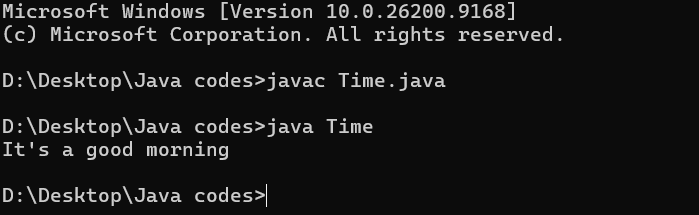 Microsoft Windows [Version 10.0.26200.9168]
(c) Microsoft Corporation. All rights reserved.
D:\Desktop\Java codes>javac Time.java
D:\Desktop\Java codes>java Time
It's a good morning
D:\Desktop\Java codes>